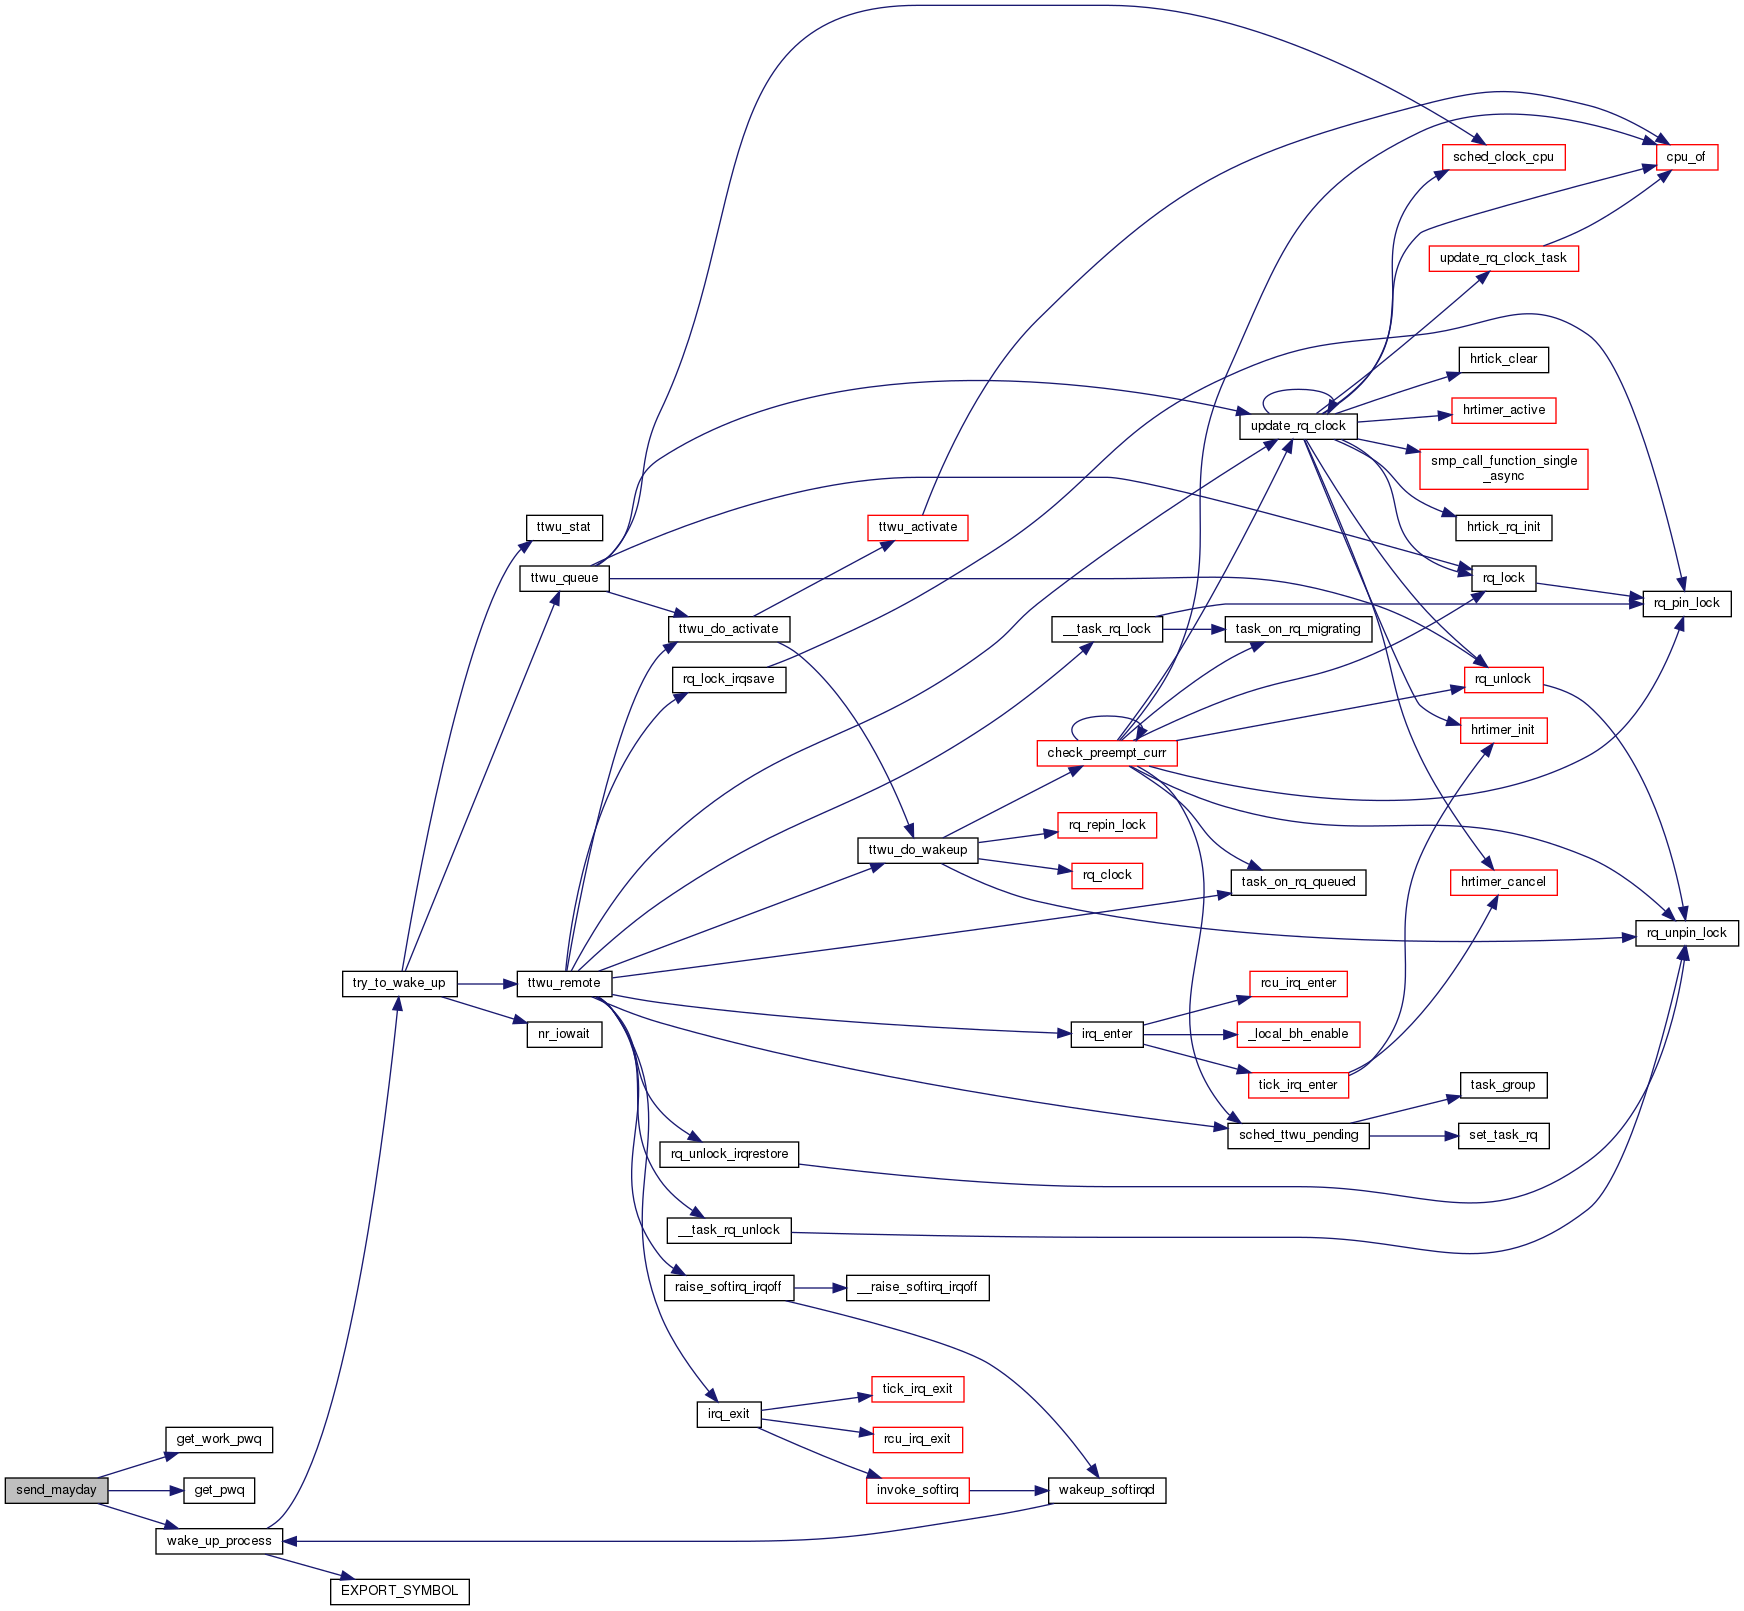 sched_clock_cpu
cpu_of
update_rq_clock_task
hrtick_clear
hrtimer_active
update_rq_clock
smp_call_function_single
_async
ttwu_stat
ttwu_activate
hrtick_rq_init
ttwu_queue
rq_lock
rq_pin_lock
ttwu_do_activate
__task_rq_lock
task_on_rq_migrating
rq_lock_irqsave
rq_unlock
hrtimer_init
check_preempt_curr
rq_repin_lock
ttwu_do_wakeup
rq_clock
task_on_rq_queued
hrtimer_cancel
rq_unpin_lock
try_to_wake_up
ttwu_remote
rcu_irq_enter
nr_iowait
irq_enter
_local_bh_enable
tick_irq_enter
task_group
sched_ttwu_pending
set_task_rq
rq_unlock_irqrestore
__task_rq_unlock
raise_softirq_irqoff
__raise_softirq_irqoff
tick_irq_exit
irq_exit
get_work_pwq
rcu_irq_exit
send_mayday
get_pwq
invoke_softirq
wakeup_softirqd
wake_up_process
EXPORT_SYMBOL